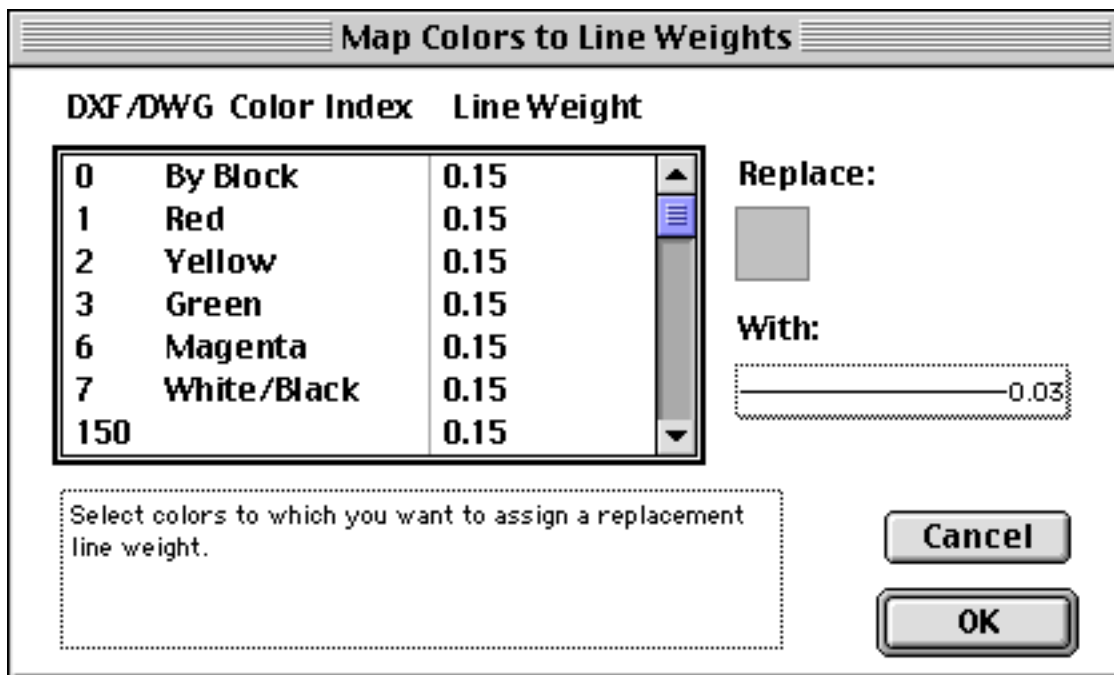 Map Colors to Line Weights
DXF/DWG Color Index Line Weight
0 By Block 0.15
1 Red 0.15
2 Yellow 0.15
3 Green 0.15
6 Magenta 0.15
7 White/Black 0.15
150 0.15
Replace:
With:
0.03
Select colors to which you want to assign a replacement
line weight.
Cancel
OK